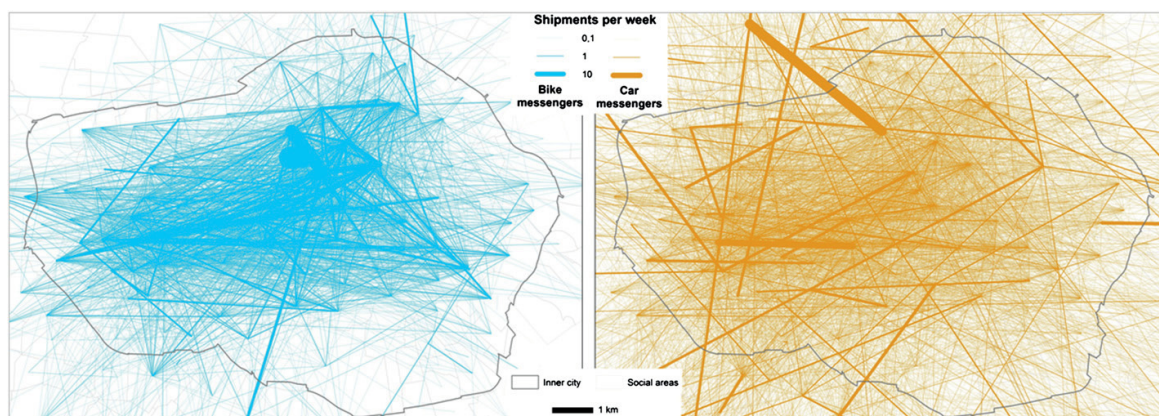 Shipments per week
0,1
1
10
Bike Car
messengers messengers
Inner city Social areas
1 km